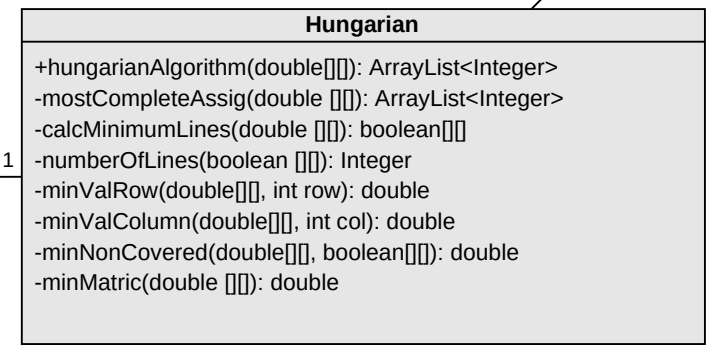 Hungarian
+hungarianAlgorithm(double[][]): ArrayList<Integer>
-mostCompleteAssig(double [][]): ArrayList<Integer>
-calcMinimumLines(double [][]): boolean[][]
1
-numberOfLines(boolean [][]): Integer
-minValRow(double[][], int row): double
-minValColumn(double[][], int col): double
-minNonCovered(double[][], boolean[][]): double
-minMatric(double [][]): double